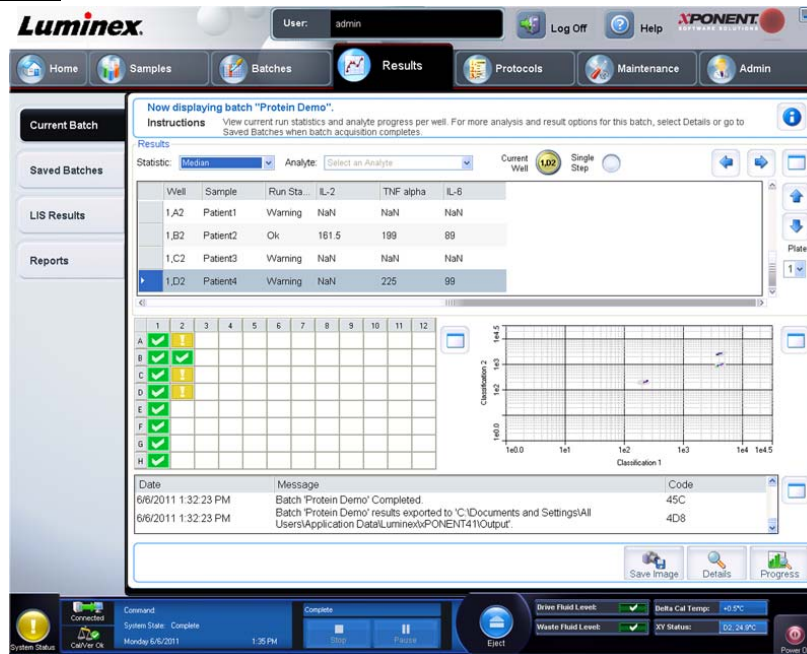 Luminex.
User: admin
Log Off
Help
XPONENT.
SOFTWARE SOLUTIONS
Home
Samples
Batches
Results
Protocols
Maintenance
Admin
Current Batch
Saved Batches
LIS Results
Reports
Now displaying batch "Protein Demo".
Instructions View current run statistics and analyte progress per well. For more analysis and result options for this batch, select Details or go to
Saved Batches when batch acquisition completes.
Results
Statistic: Median Analyte: Select an Analyte Current Well 1,D2 Single Step
Well Sample Run Sta... IL-2 TNF alpha IL-6
1,A2 Patient1 Warning NaN NaN NaN
1,B2 Patient2 Ok 161.5 199 89
1,C2 Patient3 Warning NaN NaN NaN
1,D2 Patient4 Warning NaN 225 99
Plate
1
1 2 3 4 5 6 7 8 9 10 11 12
A
B
C
D
E
F
G
H
Classification 2
1e4.5
1e3
1e2
1e0.0
1e0.0 1e1 1e2 1e3 1e4 1e4.5
Classification 1
Date Message Code
6/6/2011 1:32:23 PM Batch 'Protein Demo' Completed. 45C
6/6/2011 1:32:23 PM Batch 'Protein Demo' results exported to 'C:\Documents and Settings\All 4D8
Users\Application Data\Luminex\xPONENT41\Output'.
Save Image
Details
Progress
System Status
Connected
Cal/Ver Ok
Command:
System State: Complete
Monday 6/6/2011 1:35 PM
Complete
Stop
Pause
Eject
Drive Fluid Level:
Waste Fluid Level:
Delta Cal Temp: +0.5°C
XY Status: D2, 24.9°C